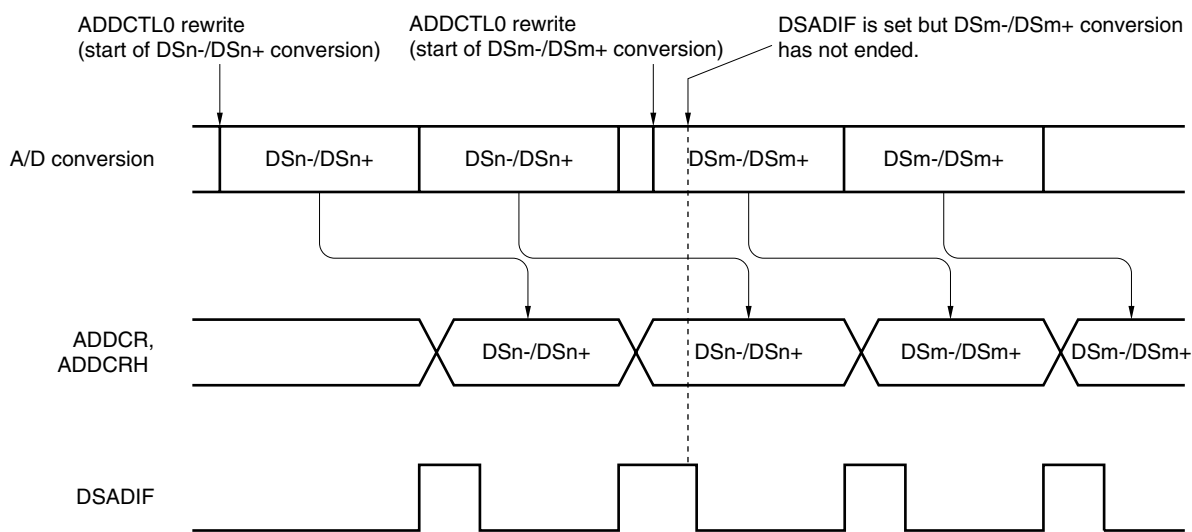 ADDCTL0 rewrite
(start of DSn-/DSn+ conversion)
ADDCTL0 rewrite
(start of DSm-/DSm+ conversion)
DSADIF is set but DSm-/DSm+ conversion
has not ended.
A/D conversion
DSn-/DSn+
DSn-/DSn+
DSm-/DSm+
DSm-/DSm+
ADDCR,
ADDCRH
DSn-/DSn+
DSn-/DSn+
DSm-/DSm+
DSm-/DSm+
DSADIF